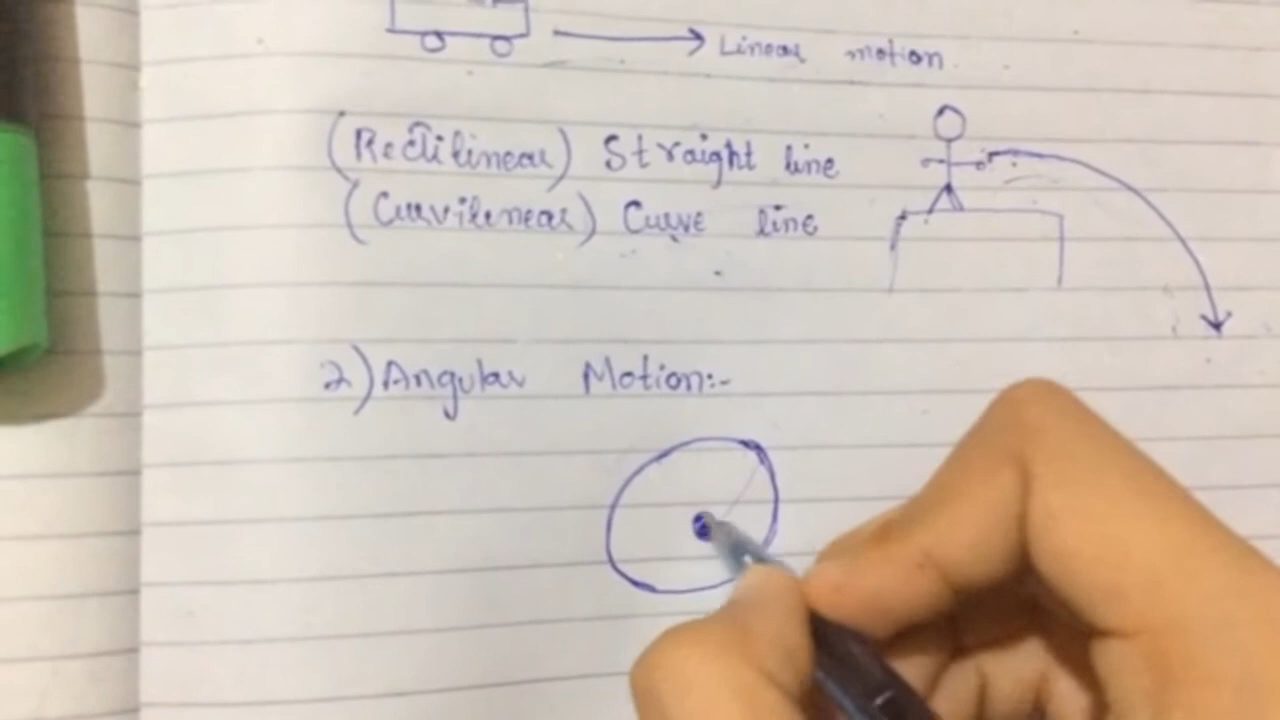 Linear motion
(Rectilinear) Straight line
(Curvilinear) Curve line
2) Angular Motion:-